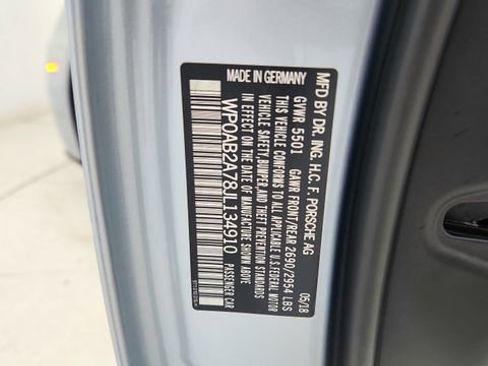 MFD BY DR. ING. H.C. F. PORSCHE AG
GVWR 5501 GAWR FRONT/REAR 2690/2954 LBS
05/18
THIS VEHICLE CONFORMS TO ALL APPLICABLE U.S. FEDERAL MOTOR
VEHICLE SAFETY, BUMPER, AND THEFT PREVENTION STANDARDS
IN EFFECT ON THE DATE OF MANUFACTURE SHOWN ABOVE
WP0AB2A78JL134910
PASSENGER CAR
MADE IN GERMANY